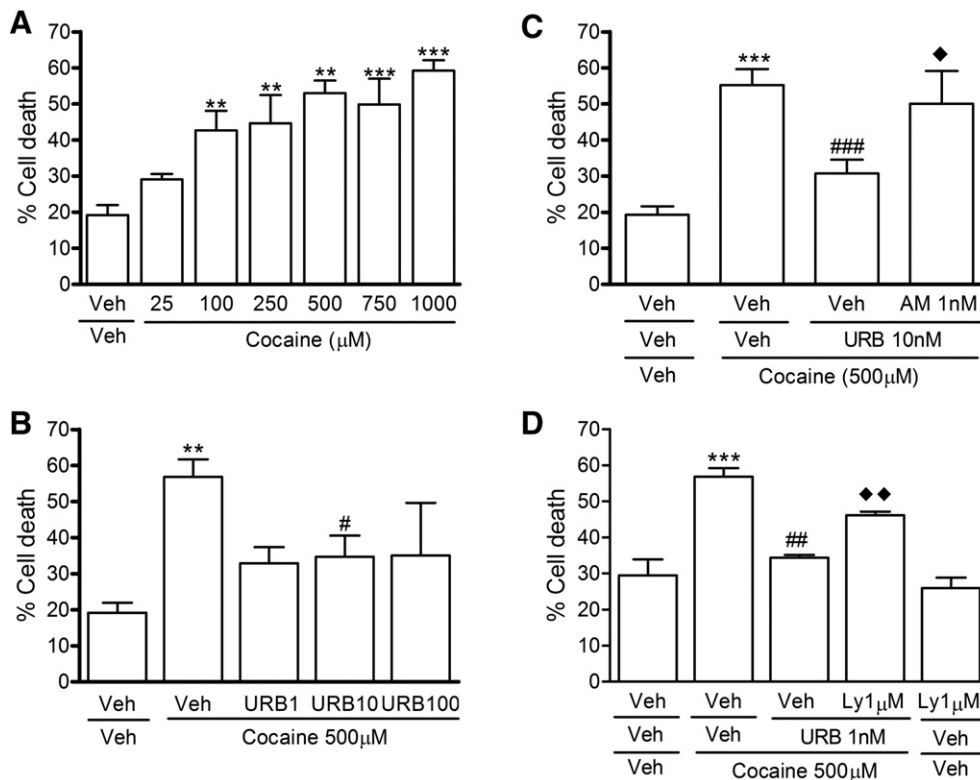 A
% Cell death
70
60
50
40
30
20
10
0
** ** ** *** ***
Veh 25 100 250 500 750 1000
Veh Cocaine (μM)
B
% Cell death
70
60
50
40
30
20
10
0
** #
Veh Veh URB1 URB10 URB100
Veh Cocaine 500μM
C
% Cell death
70
60
50
40
30
20
10
0
*** ### ◆
Veh Veh Veh AM 1nM
Veh Veh URB 10nM
Veh Cocaine (500μM)
D
% Cell death
70
60
50
40
30
20
10
0
*** ## ◆◆
Veh Veh Veh Ly1μM Ly1μM
Veh Veh URB 1nM Veh
Veh Cocaine 500μM Veh